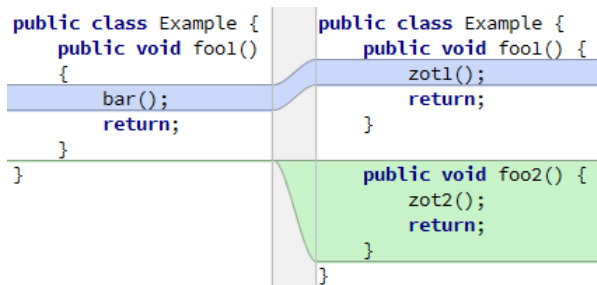 public class Example {
    public void foo1()
    {
        bar();
        return;
    }
}
public class Example {
    public void foo1() {
        zot1();
        return;
    }

    public void foo2() {
        zot2();
        return;
    }
}